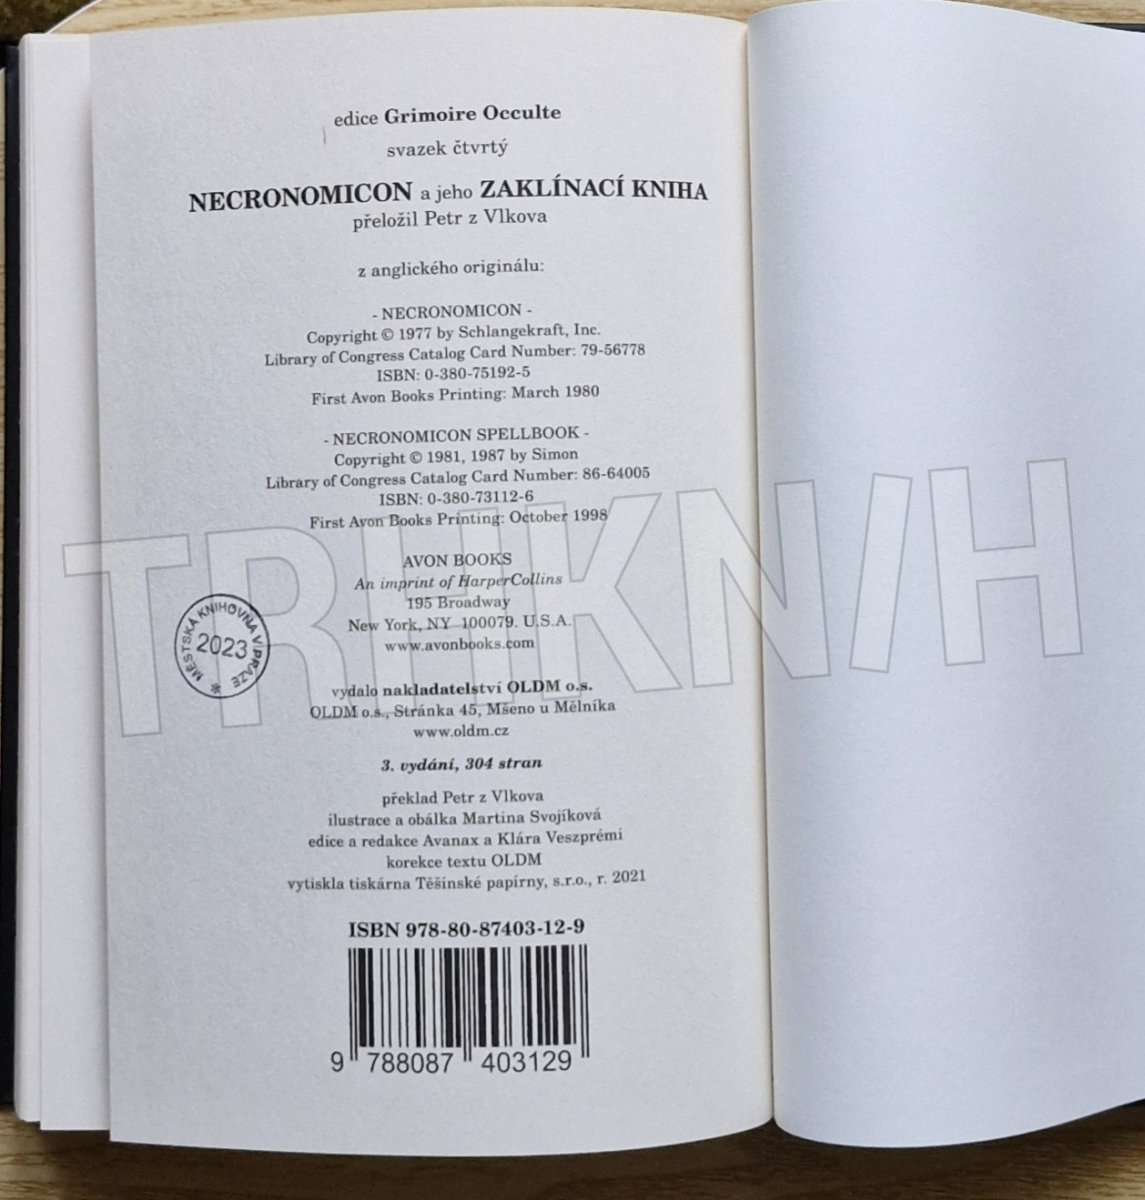 edice Grimoire Occulte
svazek čtvrtý
NECRONOMICON a jeho ZAKLÍNACÍ KNIHA
přeložil Petr z Vlkova
z anglického originálu:
- NECRONOMICON -
Copyright © 1977 by Schlangekraft, Inc.
Library of Congress Catalog Card Number: 79-56778
ISBN: 0-380-75192-5
First Avon Books Printing: March 1980
- NECRONOMICON SPELLBOOK -
Copyright © 1981, 1987 by Simon
Library of Congress Catalog Card Number: 86-64005
ISBN: 0-380-73112-6
First Avon Books Printing: October 1998
AVON BOOKS
An imprint of HarperCollins
195 Broadway
New York, NY 100079. U.S.A.
www.avonbooks.com
MĚSTSKÁ KNIHOVNA V PRAZE
2023
vydalo nakladatelství OLDM o.s.
OLDM o.s., Stránka 45, Mšeno u Mělníka
www.oldm.cz
3. vydání, 304 stran
překlad Petr z Vlkova
ilustrace a obálka Martina Svojíková
edice a redakce Avanax a Klára Veszprémi
korekce textu OLDM
vytiskla tiskárna Těšínské papírny, s.r.o., r. 2021
ISBN 978-80-87403-12-9
9 788087 403129
TRHKNIH